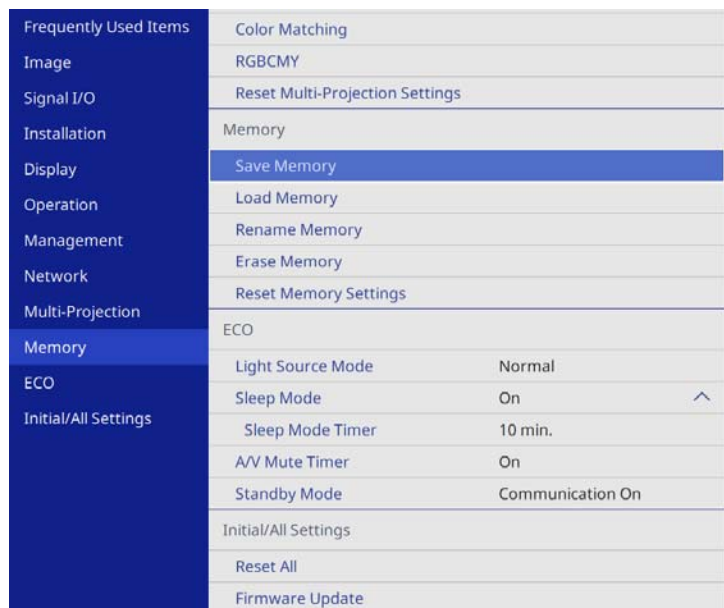 Frequently Used Items
Image
Signal I/O
Installation
Display
Operation
Management
Network
Multi-Projection
Memory
ECO
Initial/All Settings
Color Matching
RGBCMY
Reset Multi-Projection Settings
Memory
Save Memory
Load Memory
Rename Memory
Erase Memory
Reset Memory Settings
ECO
Light Source Mode Normal
Sleep Mode On
Sleep Mode Timer 10 min.
A/V Mute Timer On
Standby Mode Communication On
Initial/All Settings
Reset All
Firmware Update